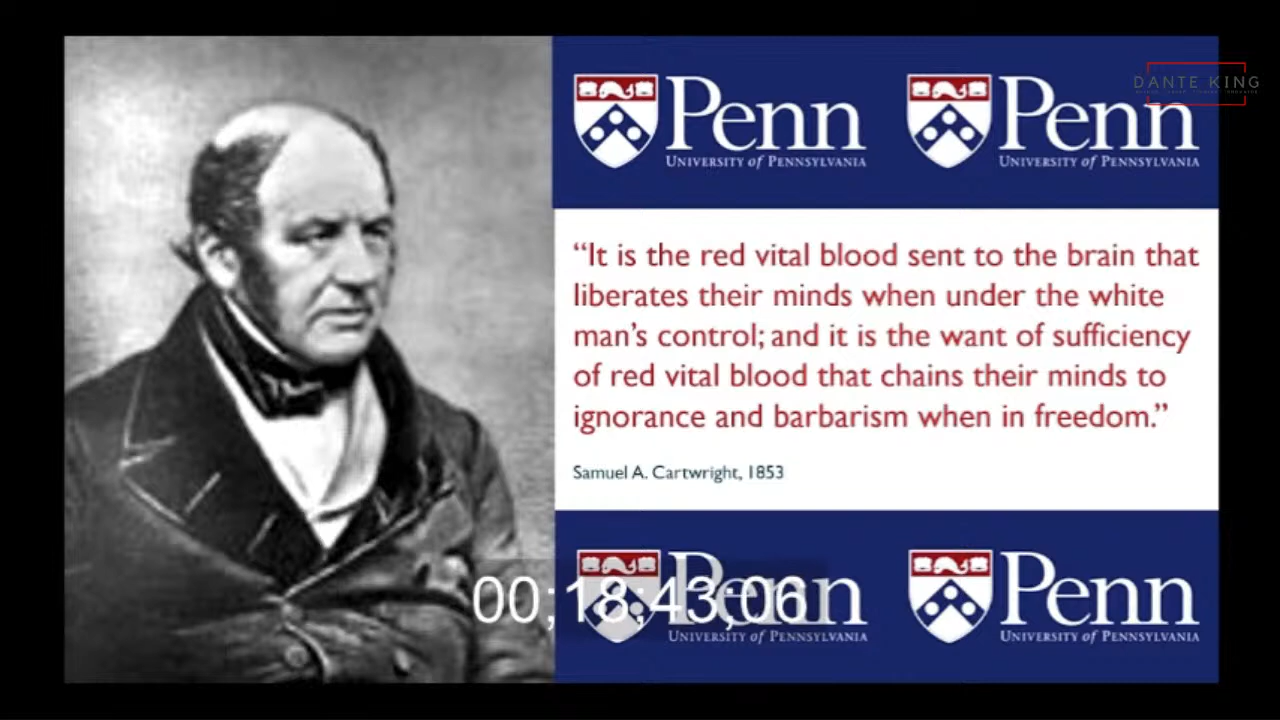 Penn
UNIVERSITY of PENNSYLVANIA
Penn
UNIVERSITY of PENNSYLVANIA
DANTE KING
“It is the red vital blood sent to the brain that
liberates their minds when under the white
man’s control; and it is the want of sufficiency
of red vital blood that chains their minds to
ignorance and barbarism when in freedom.”
Samuel A. Cartwright, 1853
Penn
UNIVERSITY of PENNSYLVANIA
00;18;43;06
Penn
UNIVERSITY of PENNSYLVANIA